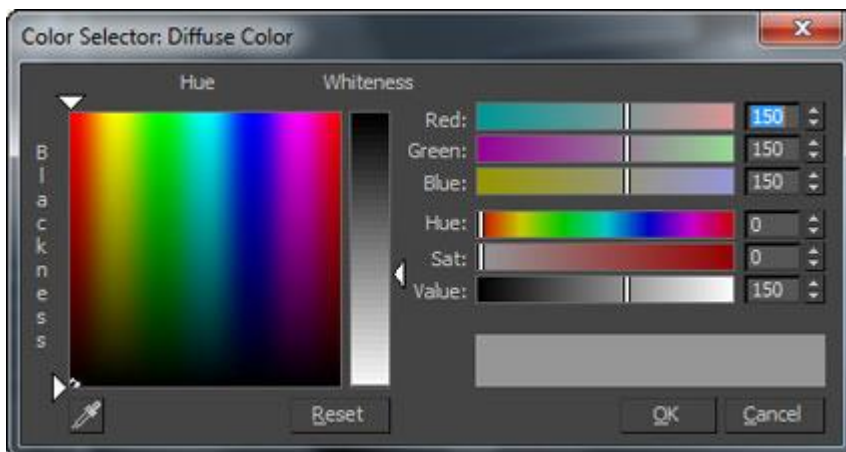 Color Selector: Diffuse Color
Hue Whiteness
Blackness
Red: 150
Green: 150
Blue: 150
Hue: 0
Sat: 0
Value: 150
Reset OK Cancel